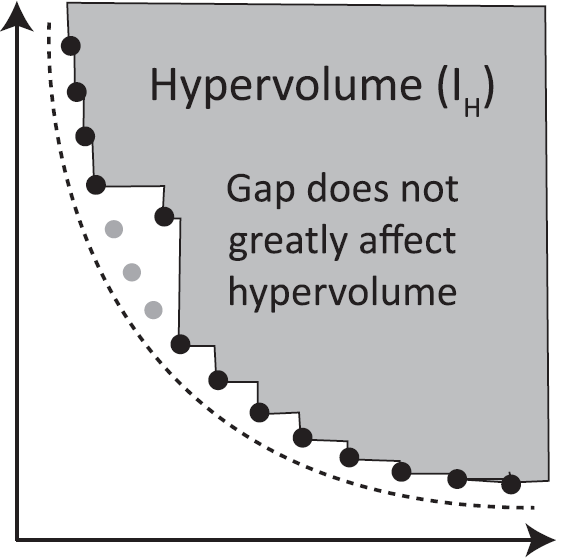 Hypervolume (I_H)
Gap does not
greatly affect
hypervolume